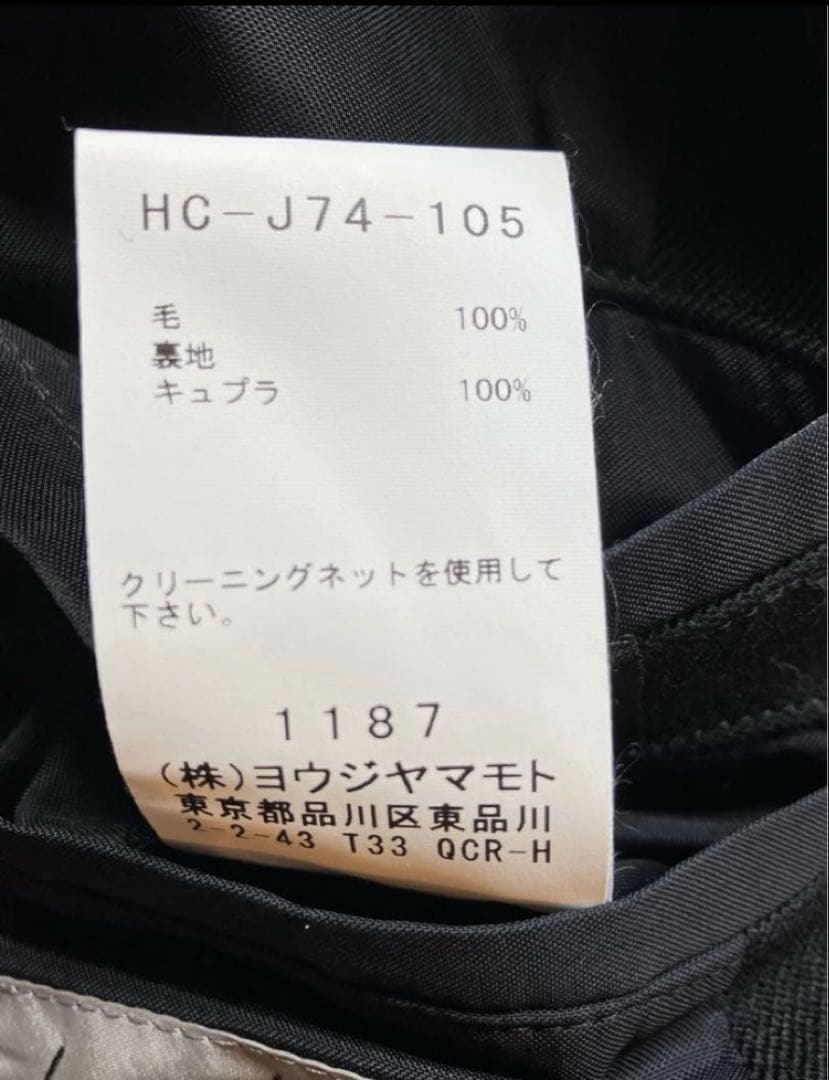 HC-J74-105
毛 100%
裏地
キュプラ 100%
クリーニングネットを使用して
下さい。
1187
(株)ヨウジヤマモト
東京都品川区東品川
2-2-43 T33 QCR-H